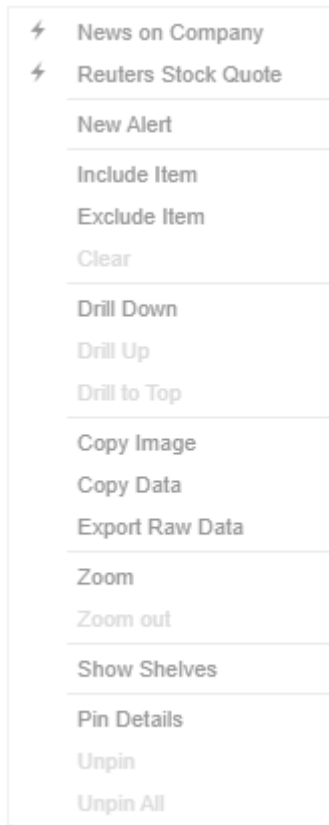 News on Company
Reuters Stock Quote
New Alert
Include Item
Exclude Item
Clear
Drill Down
Drill Up
Drill to Top
Copy Image
Copy Data
Export Raw Data
Zoom
Zoom out
Show Shelves
Pin Details
Unpin
Unpin All